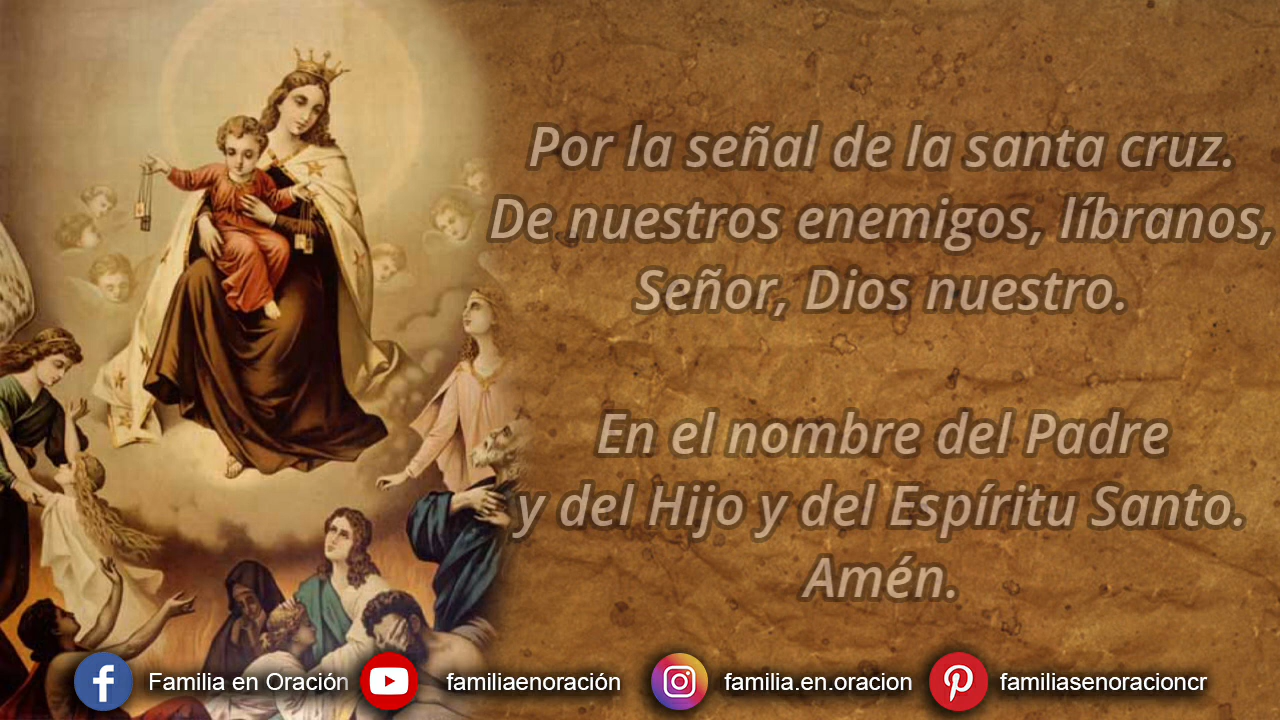 Por la señal de la santa cruz.
De nuestros enemigos, líbranos,
Señor, Dios nuestro.
En el nombre del Padre
y del Hijo y del Espíritu Santo.
Amén.
Familia en Oración
familiaenoración
familia.en.oracion
familiasenoracioncr